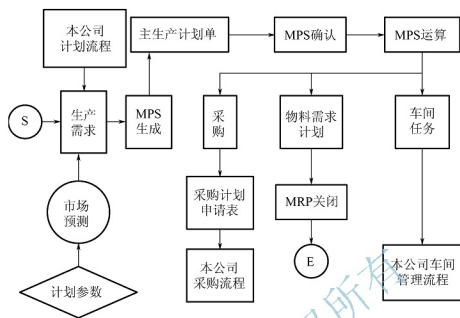 本公司
计划流程
主生产计划单
MPS确认
MPS运算
S
生产
需求
MPS
生成
采
购
物料需求
计划
车间
任务
市场
预测
采购计划
申请表
MRP关闭
计划参数
本公司
采购流程
E
本公司车间
管理流程
所有